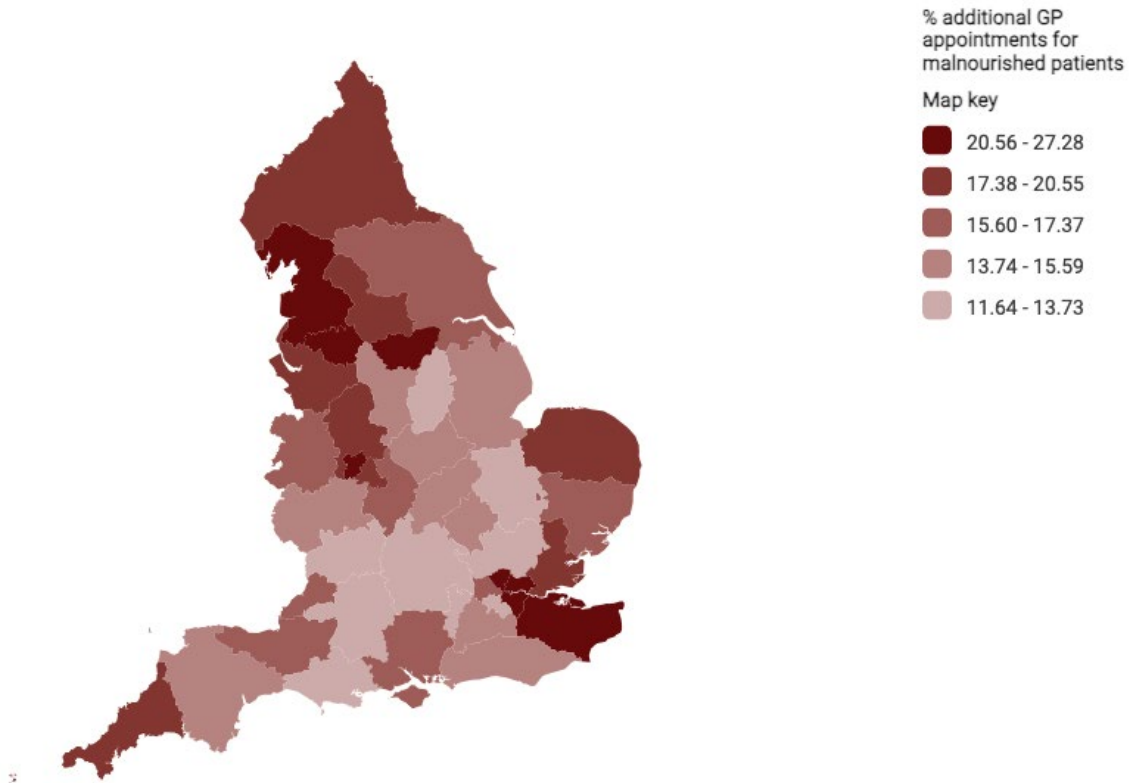 % additional GP
appointments for
malnourished patients
Map key
20.56 - 27.28
17.38 - 20.55
15.60 - 17.37
13.74 - 15.59
11.64 - 13.73